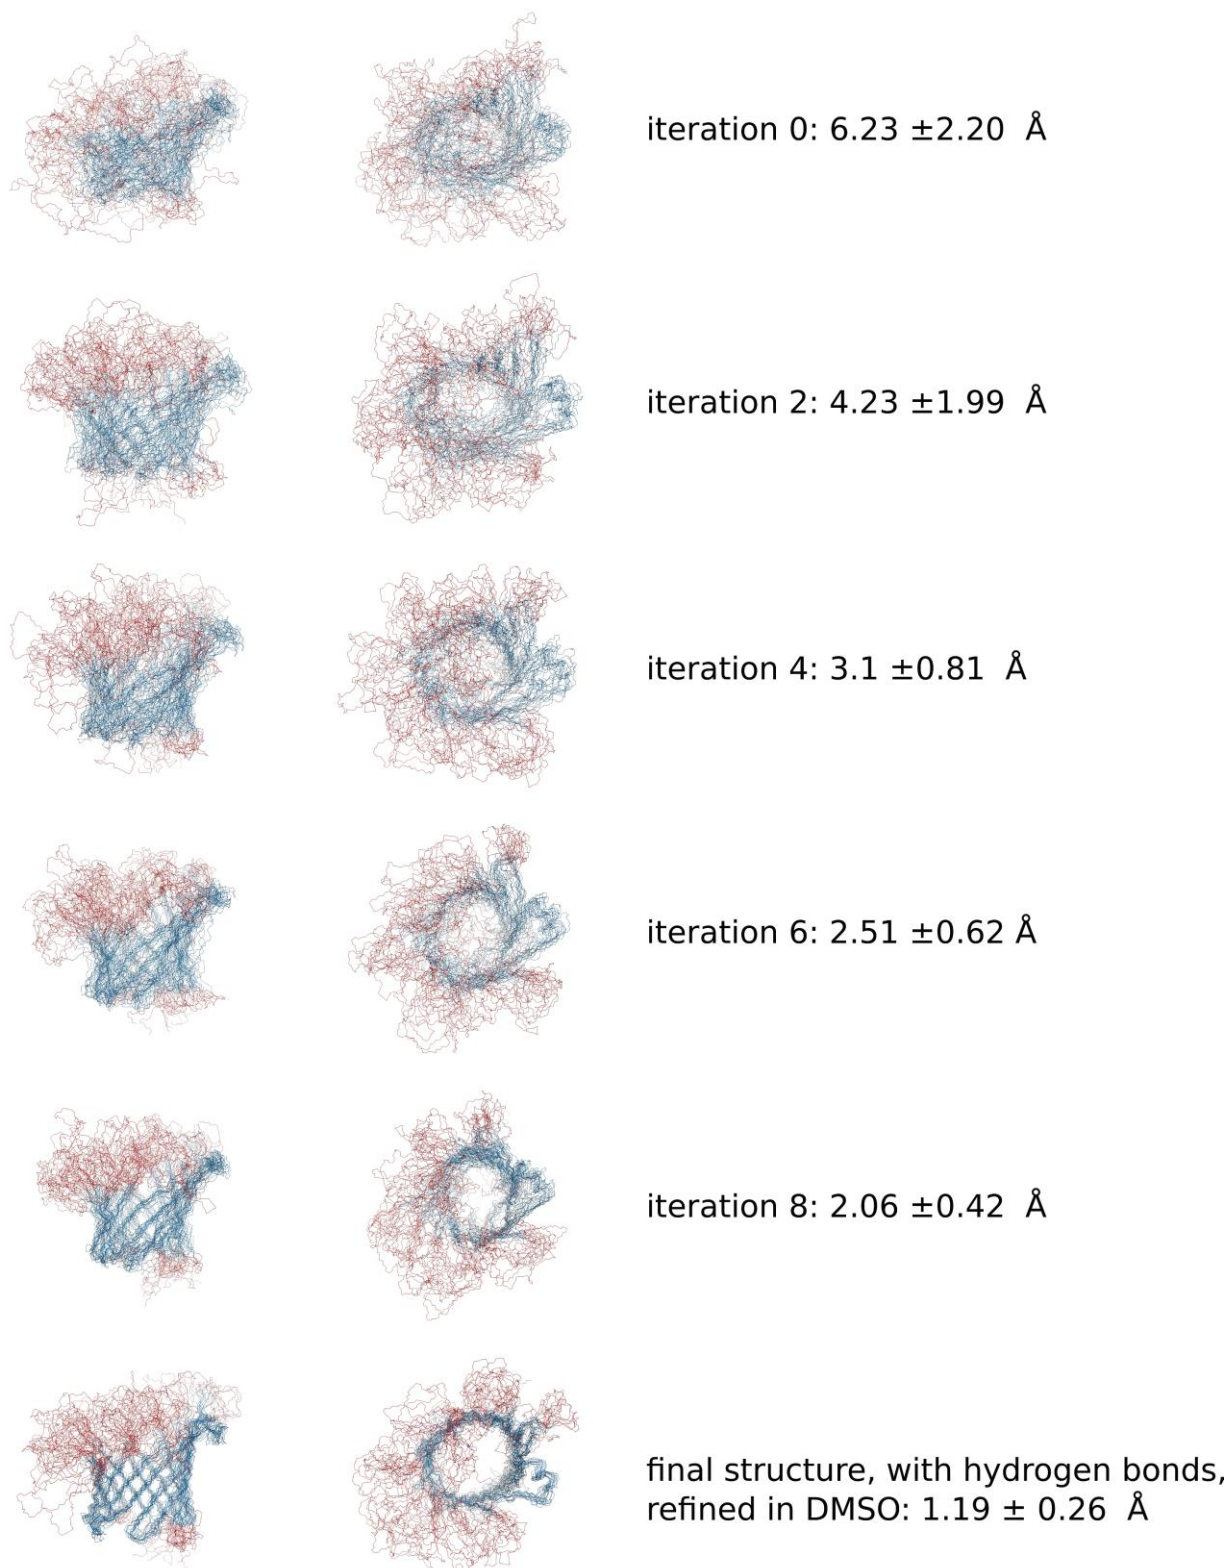 iteration 0: 6.23 ±2.20  Å
iteration 2: 4.23 ±1.99  Å
iteration 4: 3.1 ±0.81  Å
iteration 6: 2.51 ±0.62 Å
iteration 8: 2.06 ±0.42  Å
final structure, with hydrogen bonds,
refined in DMSO: 1.19 ± 0.26  Å